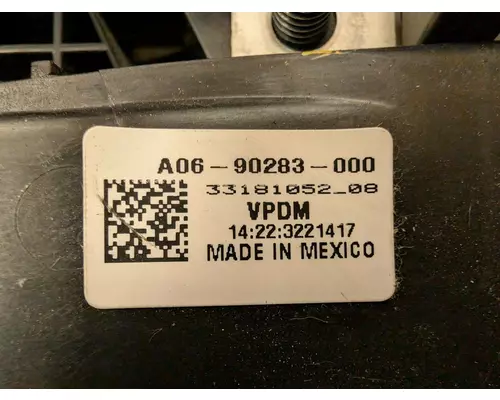 A06-90283-000
33181052_08
VPDM
14:22:3221417
MADE IN MEXICO